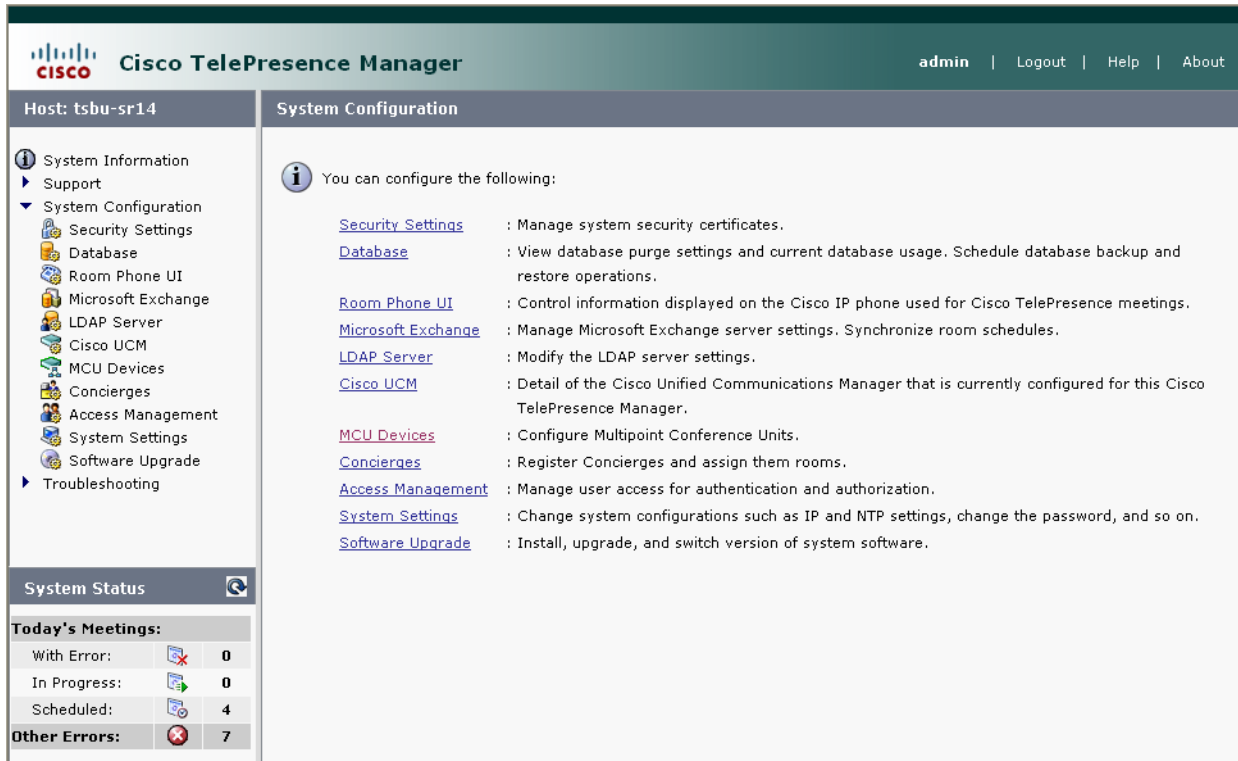 CISCO
Cisco TelePresence Manager
admin | Logout | Help | About
Host: tsbu-sr14
System Information
Support
System Configuration
Security Settings
Database
Room Phone UI
Microsoft Exchange
LDAP Server
Cisco UCM
MCU Devices
Concierges
Access Management
System Settings
Software Upgrade
Troubleshooting
System Status
Today's Meetings:
With Error: 0
In Progress: 0
Scheduled: 4
Other Errors: 7
System Configuration
You can configure the following:
Security Settings : Manage system security certificates.
Database : View database purge settings and current database usage. Schedule database backup and
restore operations.
Room Phone UI : Control information displayed on the Cisco IP phone used for Cisco TelePresence meetings.
Microsoft Exchange : Manage Microsoft Exchange server settings. Synchronize room schedules.
LDAP Server : Modify the LDAP server settings.
Cisco UCM : Detail of the Cisco Unified Communications Manager that is currently configured for this Cisco
TelePresence Manager.
MCU Devices : Configure Multipoint Conference Units.
Concierges : Register Concierges and assign them rooms.
Access Management : Manage user access for authentication and authorization.
System Settings : Change system configurations such as IP and NTP settings, change the password, and so on.
Software Upgrade : Install, upgrade, and switch version of system software.